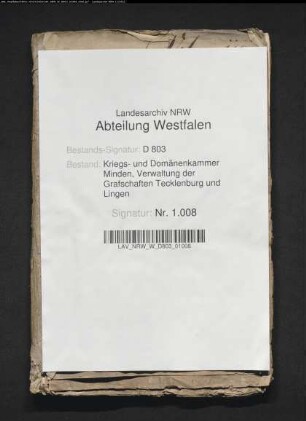 Landesarchiv NRW
Abteilung Westfalen
Bestands-Signatur: D 803
Bestand: Kriegs- und Domänenkammer
Minden, Verwaltung der
Grafschaften Tecklenburg und
Lingen
Signatur: Nr. 1.008
LAV_NRW_W_D803_01008